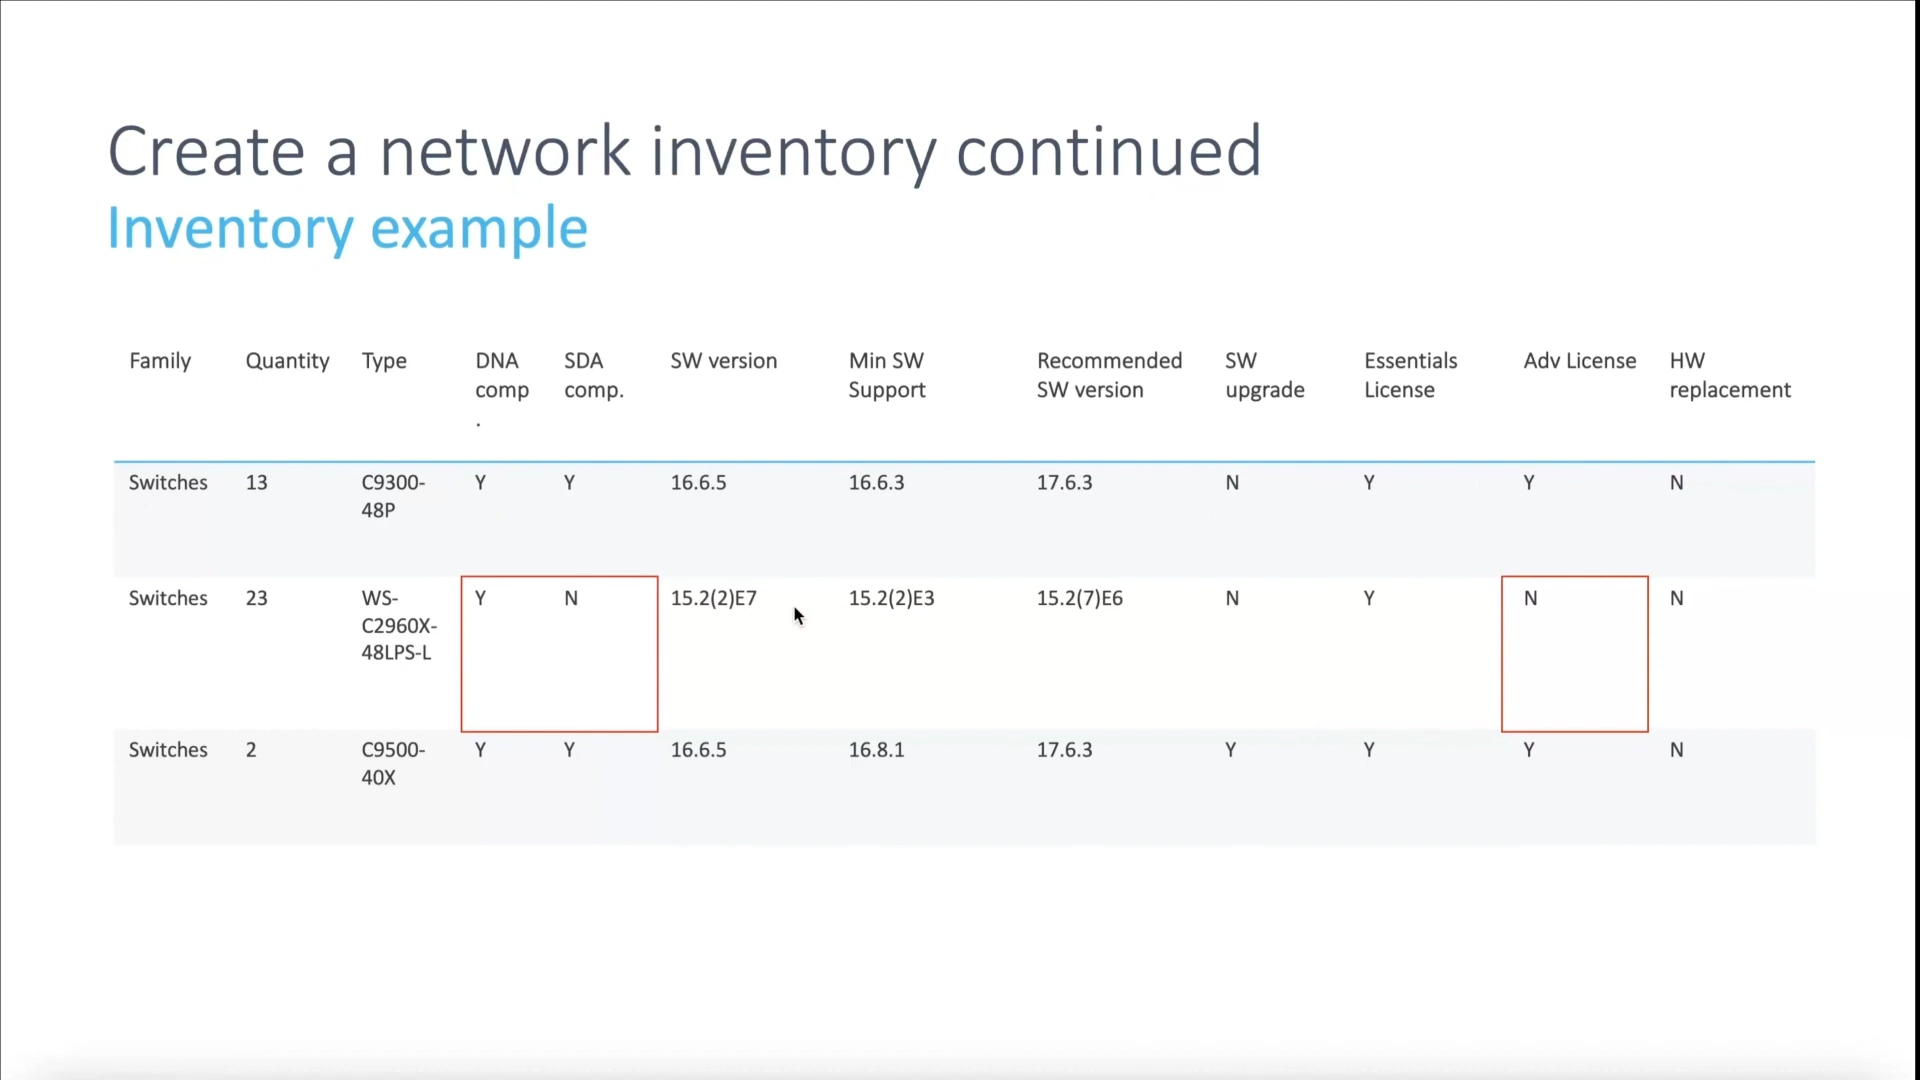 Create a network inventory continued
Inventory example
Family Quantity Type DNA comp . SDA comp. SW version Min SW Support Recommended SW version SW upgrade Essentials License Adv License HW replacement
Switches 13 C9300-48P Y Y 16.6.5 16.6.3 17.6.3 N Y Y N
Switches 23 WS-C2960X-48LPS-L Y N 15.2(2)E7 15.2(2)E3 15.2(7)E6 N Y N N
Switches 2 C9500-40X Y Y 16.6.5 16.8.1 17.6.3 Y Y Y N